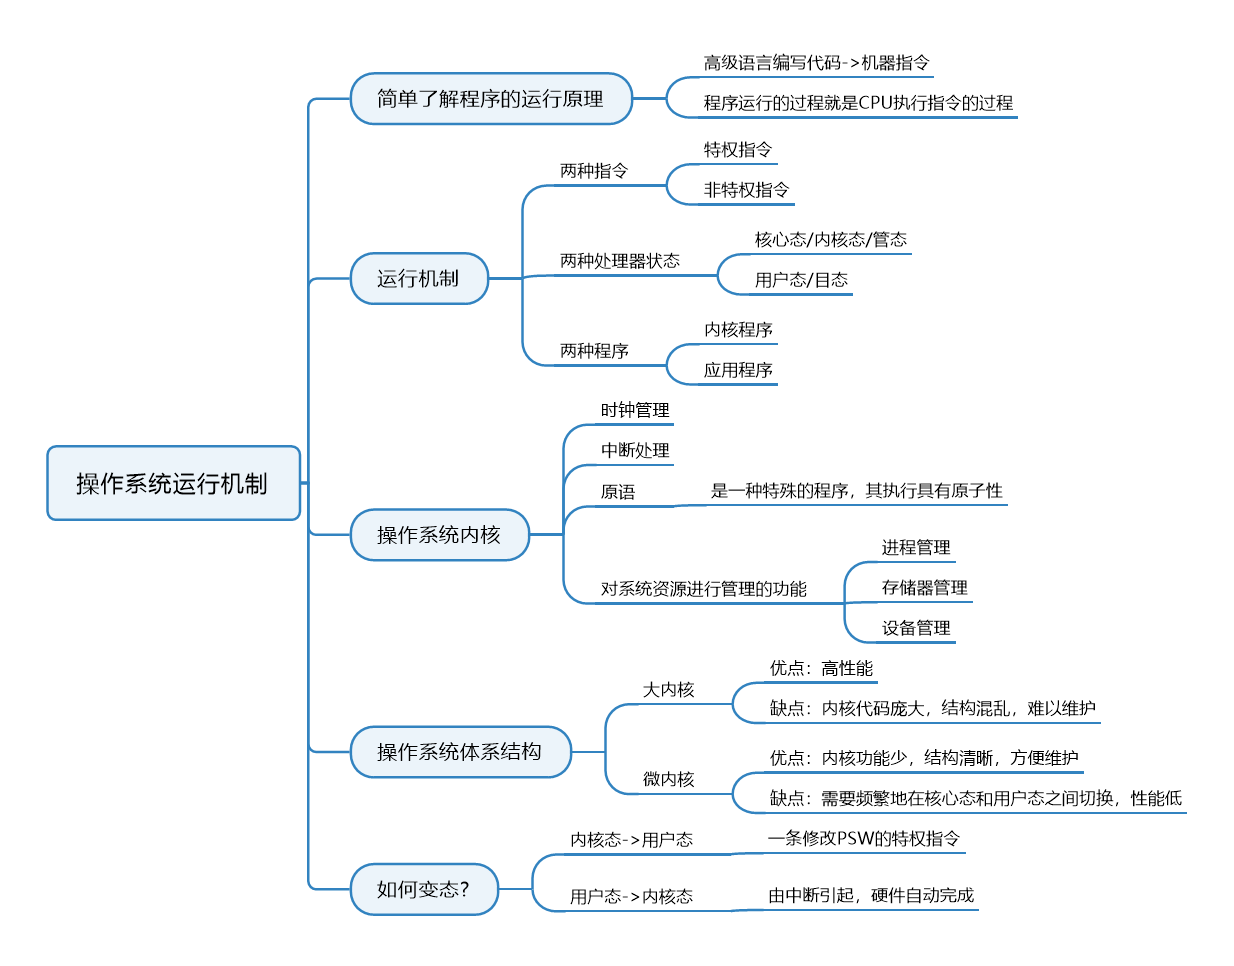 操作系统运行机制
简单了解程序的运行原理
高级语言编写代码->机器指令
程序运行的过程就是CPU执行指令的过程
运行机制
两种指令
特权指令
非特权指令
两种处理器状态
核心态/内核态/管态
用户态/目态
两种程序
内核程序
应用程序
操作系统内核
时钟管理
中断处理
原语
是一种特殊的程序，其执行具有原子性
对系统资源进行管理的功能
进程管理
存储器管理
设备管理
操作系统体系结构
大内核
优点：高性能
缺点：内核代码庞大，结构混乱，难以维护
微内核
优点：内核功能少，结构清晰，方便维护
缺点：需要频繁地在核心态和用户态之间切换，性能低
如何变态？
内核态->用户态
一条修改PSW的特权指令
用户态->内核态
由中断引起，硬件自动完成